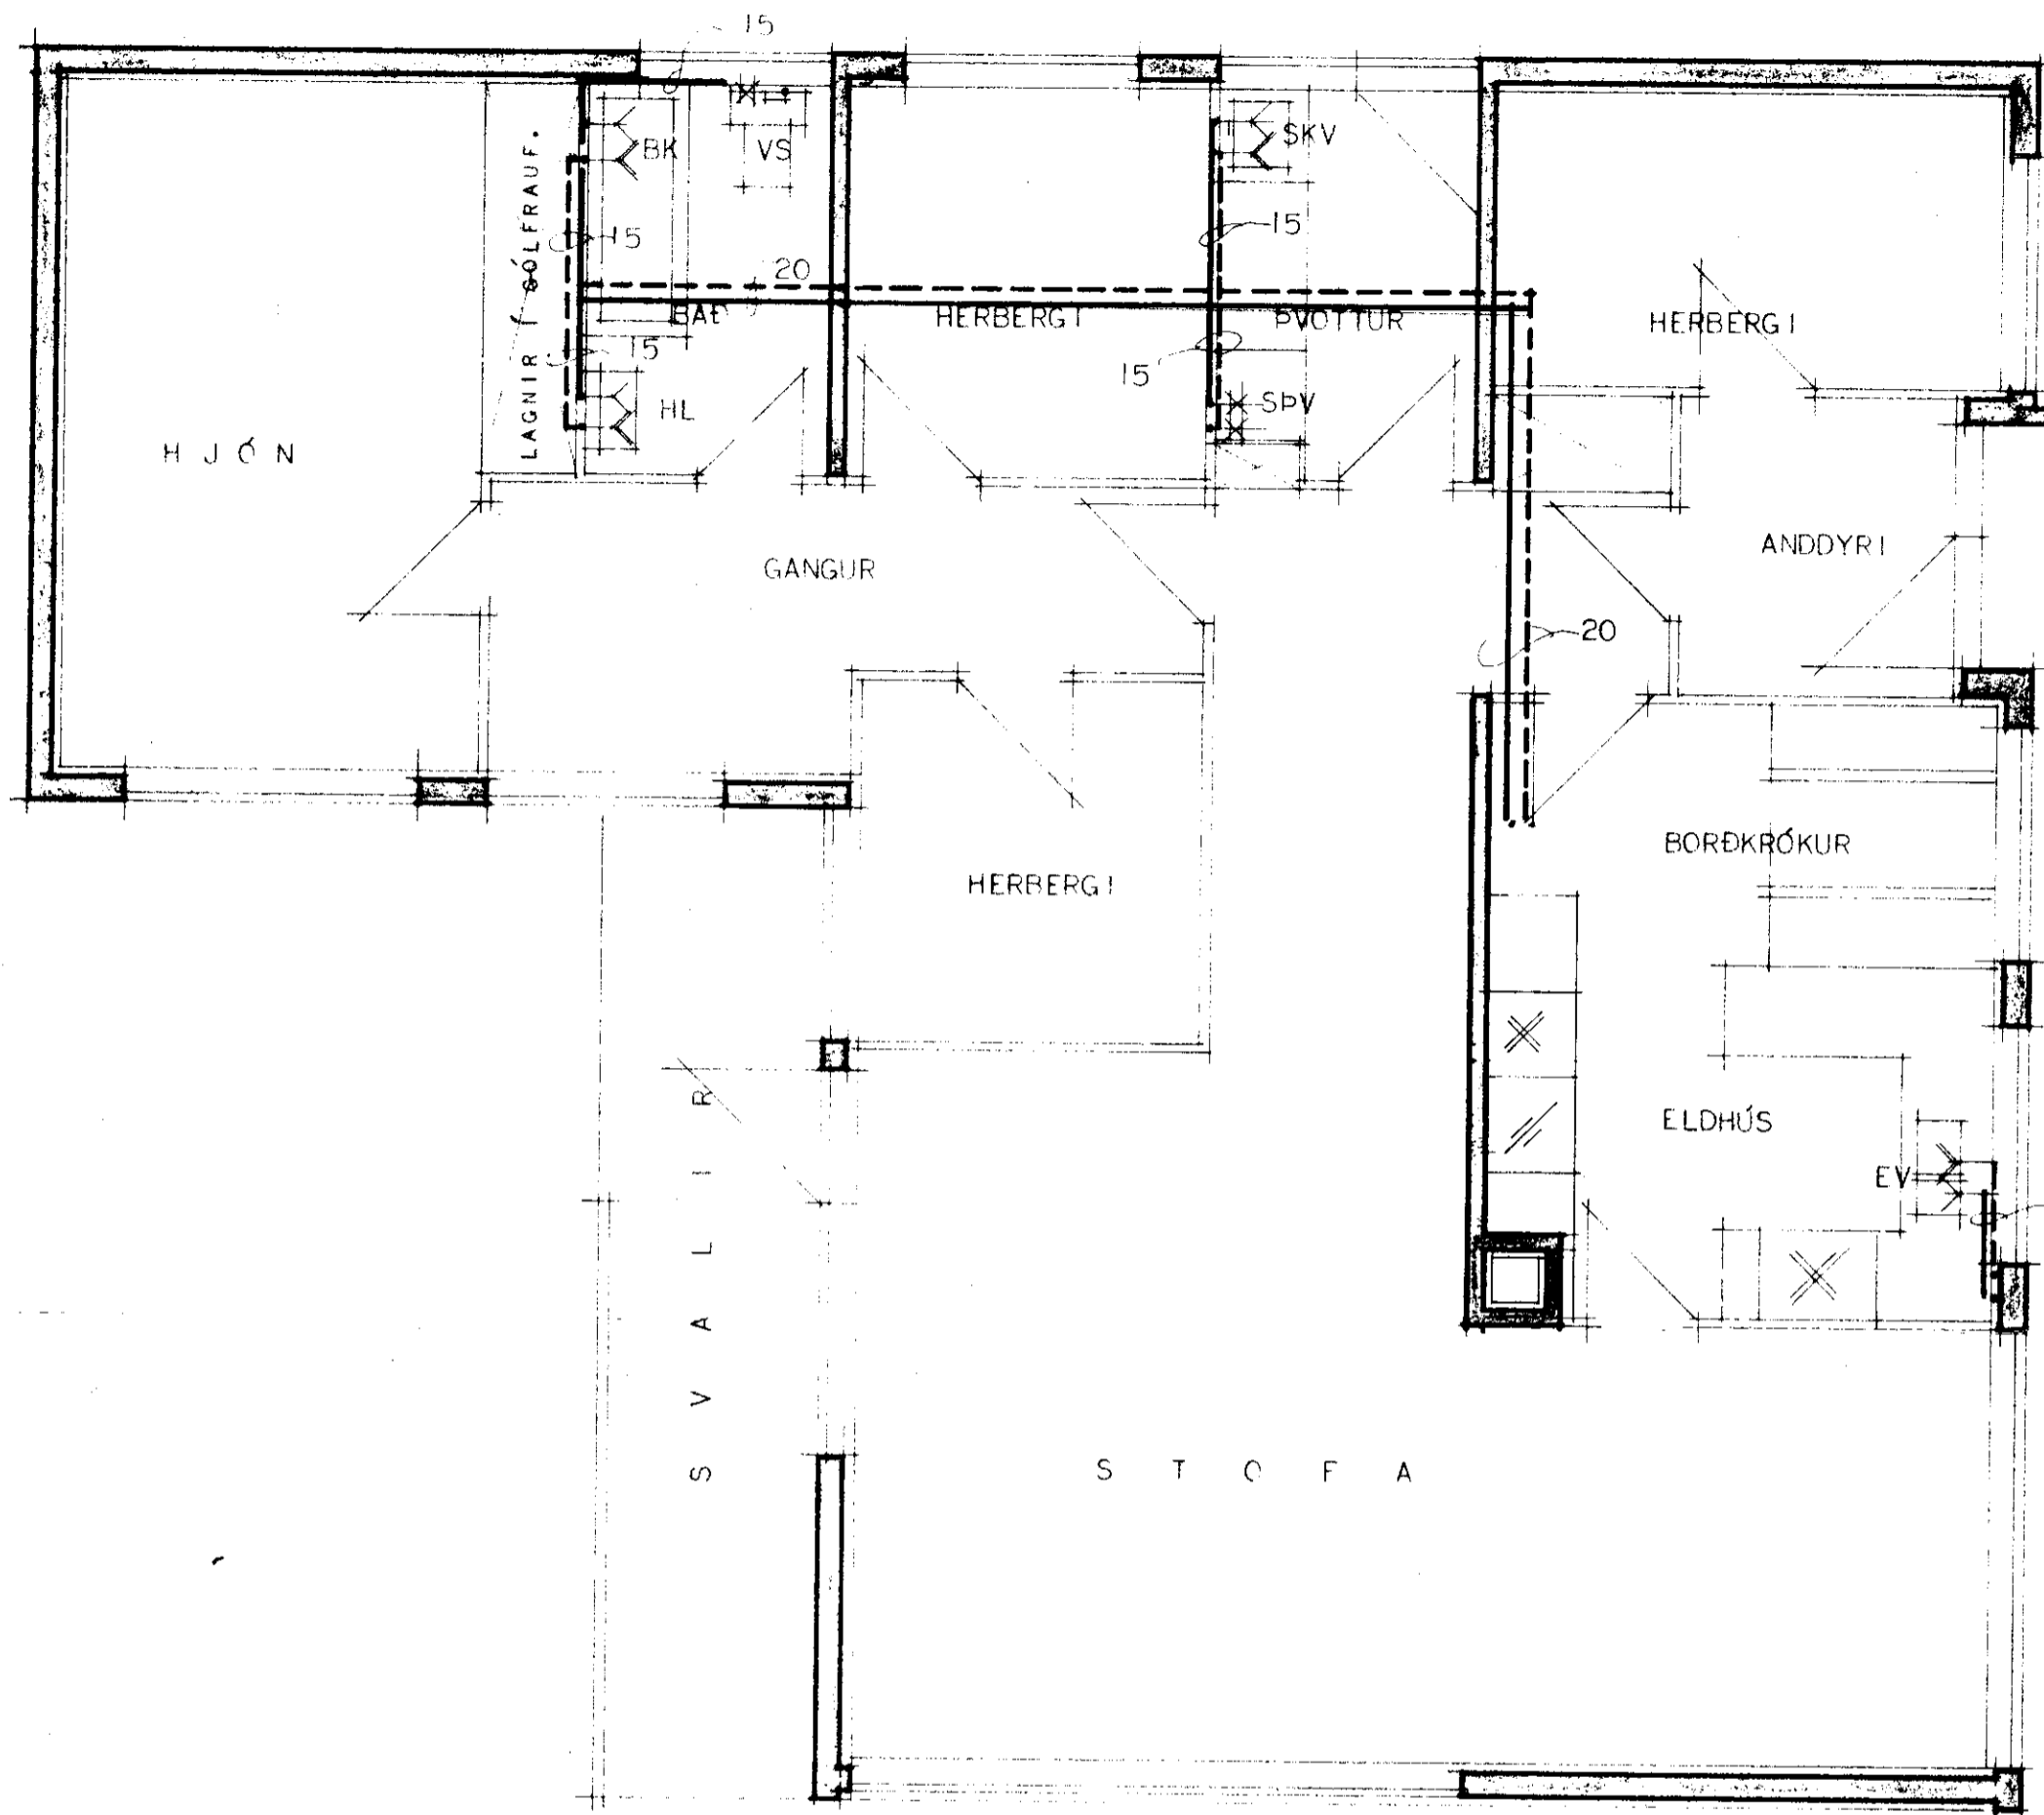 15
BK
VS
SKV
LAGNIR Í GÓLFRAUF.
15
15
20
BAÐ
HERBERGI
ÞVOTTUR
HERBERGI
15
15
HL
SÞV
HJÓN
ANDDYRI
GANGUR
20
BORÐKRÓKUR
HERBERGI
ELDHÚS
EV
SVALIR
STOFA